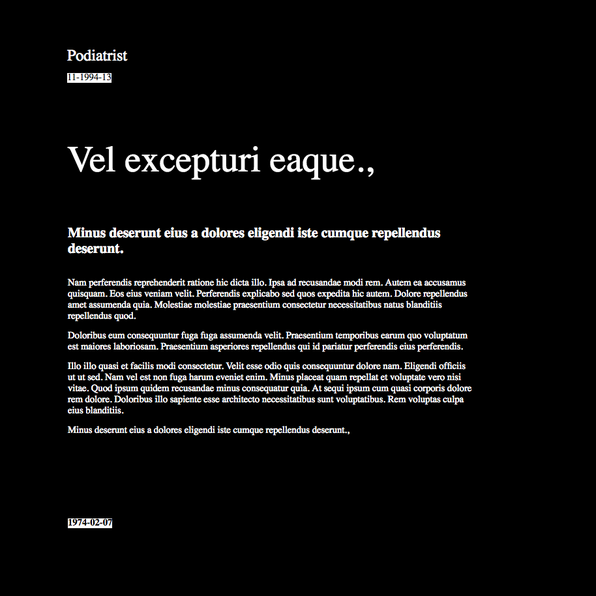 Podiatrist
11-1994-13
Vel excepturi eaque.,
Minus deserunt eius a dolores eligendi iste cumque repellendus
deserunt.
Nam perferendis reprehenderit ratione hic dicta illo. Ipsa ad recusandae modi rem. Autem ea accusamus
quisquam. Eos eius veniam velit. Perferendis explicabo sed quos expedita hic autem. Dolore repellendus
amet assumenda quia. Molestiae molestiae praesentium consectetur necessitatibus natus blanditiis
repellendus quod.
Doloribus eum consequuntur fuga fuga assumenda velit. Praesentium temporibus earum quo voluptatum
est maiores laboriosam. Praesentium asperiores repellendus qui id pariatur perferendis eius perferendis.
Illo illo quasi et facilis modi consectetur. Velit esse odio quis consequuntur dolore nam. Eligendi officiis
ut ut sed. Nam vel est non fuga harum eveniet enim. Minus placeat quam repellat et voluptate vero nisi
vitae. Quod ipsum quidem recusandae minus consequatur quia. At sequi ipsum cum quasi corporis dolore
rem dolore. Doloribus illo sapiente esse architecto necessitatibus sunt voluptatibus. Rem voluptas culpa
eius blanditiis.
Minus deserunt eius a dolores eligendi iste cumque repellendus deserunt.,
1974-02-07